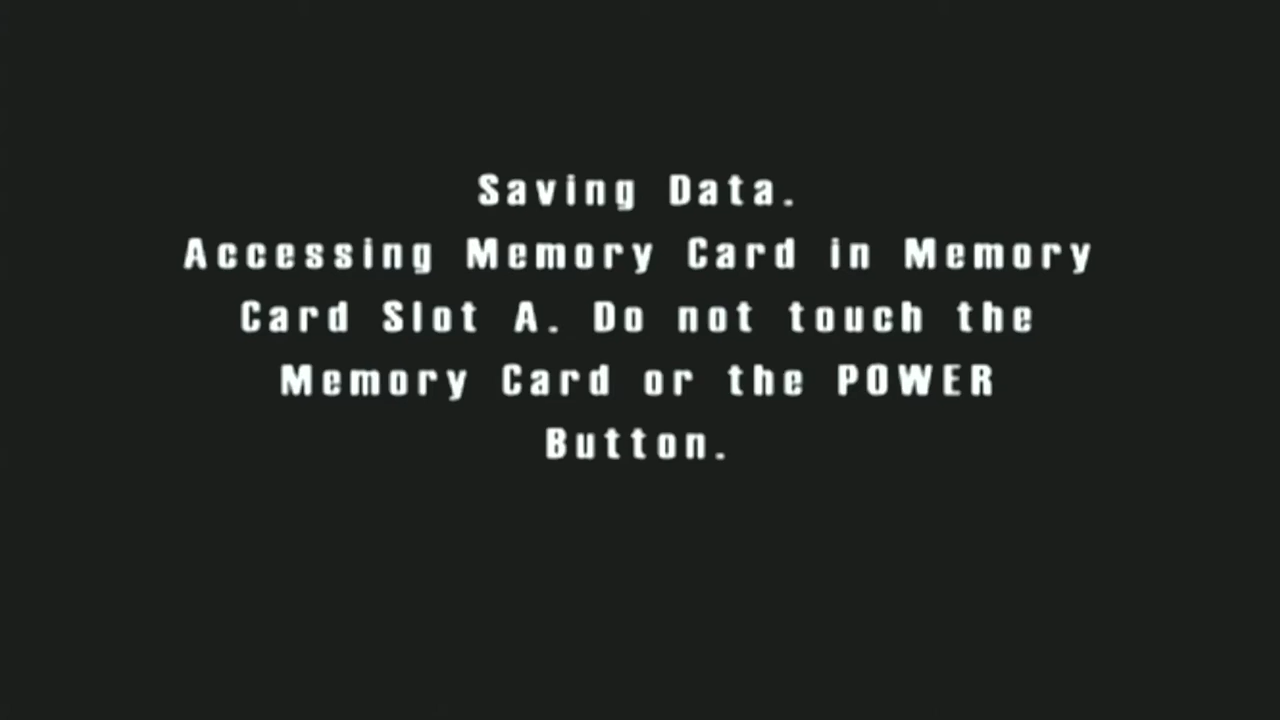 Saving Data.
Accessing Memory Card in Memory
Card Slot A. Do not touch the
Memory Card or the POWER
Button.